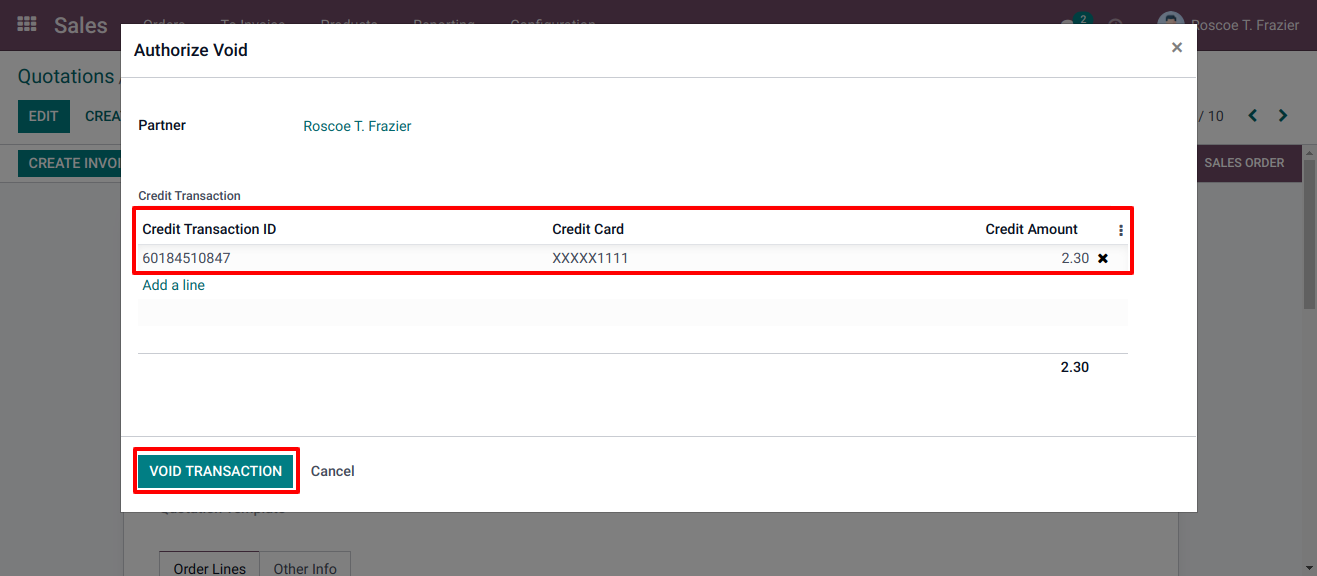 Sales Orders To Invoice Products Reporting Configuration 2 Roscoe T. Frazier
Authorize Void ×
Quotations /
EDIT CREA / 10
Partner Roscoe T. Frazier
CREATE INVOI SALES ORDER
Credit Transaction
Credit Transaction ID Credit Card Credit Amount
60184510847 XXXXX1111 2.30
Add a line
2.30
VOID TRANSACTION Cancel
Quotation Template
Order Lines Other Info